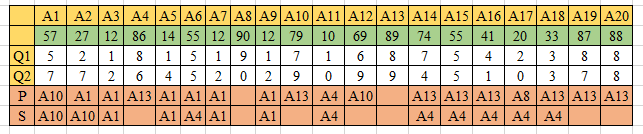 A1 A2 A3 A4 A5 A6 A7 A8 A9 A10 A11 A12 A13 A14 A15 A16 A17 A18 A19 A20
57 27 12 86 14 55 12 90 12 79 10 69 89 74 55 41 20 33 87 88
Q1 5 2 1 8 1 5 1 9 1 7 1 6 8 7 5 4 2 3 8 8
Q2 7 7 2 6 4 5 2 0 2 9 0 9 9 4 5 1 0 3 7 8
P A10 A1 A1 A13 A1 A1 A1 A1 A13 A4 A10 A13 A13 A13 A8 A13 A13 A13
S A10 A10 A1 A1 A4 A1 A1 A4 A4 A4 A4 A4 A4